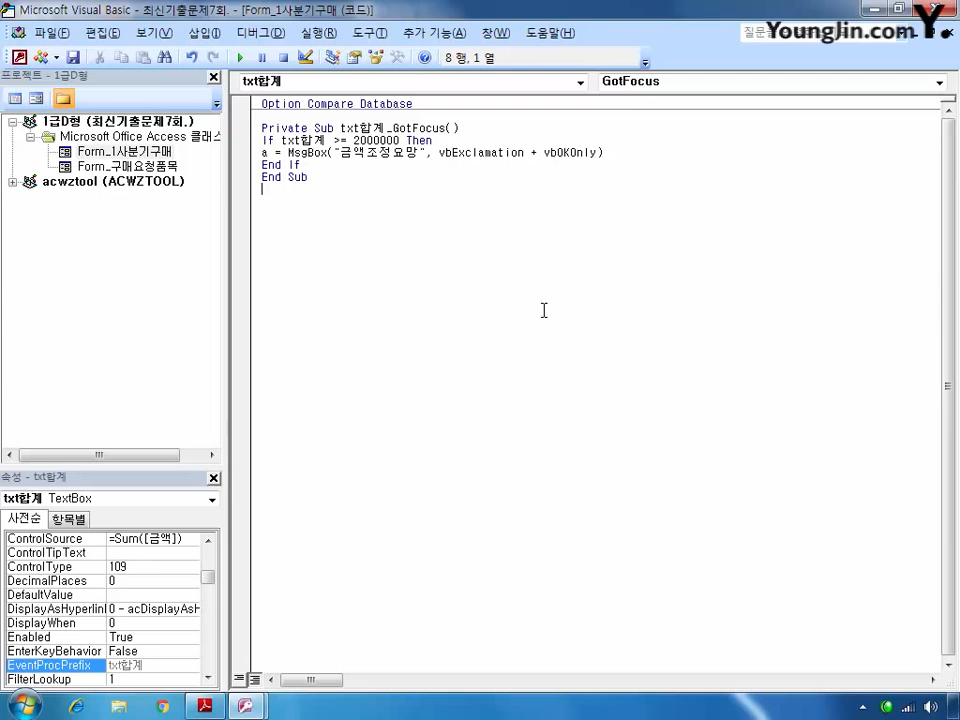 Microsoft Visual Basic - 최신기출문제7회. - [Form_1사분기구매 (코드)]
파일(F) 편집(E) 보기(V) 삽입(I) 디버그(D) 실행(R) 도구(T) 추가 기능(A) 창(W) 도움말(H)
Younglin.com
Y.
8 행, 1 열
프로젝트 - 1급D형
txt합계
GotFocus
1급D형 (최신기출문제7회.)
Microsoft Office Access 클래스
Form_1사분기구매
Form_구매요청품목
acwztool (ACWZTOOL)
Option Compare Database
Private Sub txt합계_GotFocus()
If txt합계 >= 2000000 Then
a = MsgBox("금액조정요망", vbExclamation + vbOKOnly)
End If
End Sub
속성 - txt합계
txt합계 TextBox
사전순 항목별
ControlSource =Sum([금액])
ControlTipText
ControlType 109
DecimalPlaces 0
DefaultValue
DisplayAsHyperlinl 0 - acDisplayAsH
DisplayWhen 0
Enabled True
EnterKeyBehavior False
EventProcPrefix txt합계
FilterLookup 1